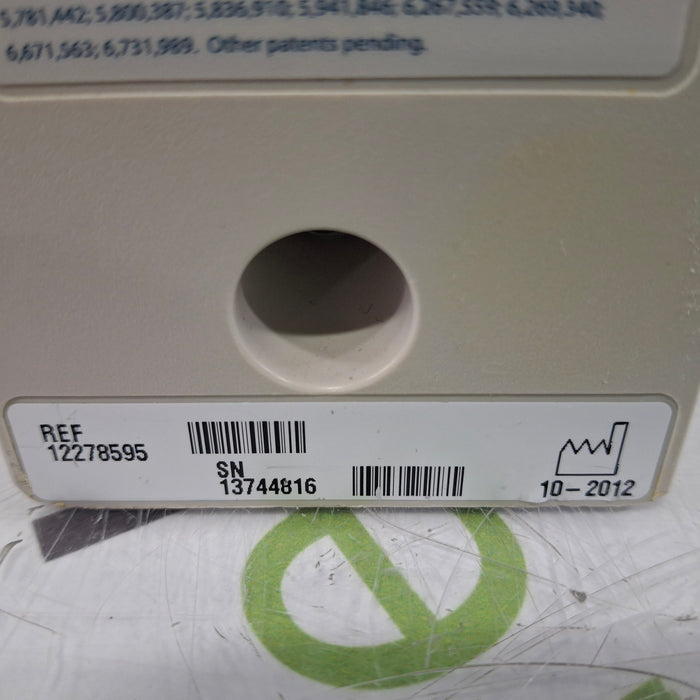 5,781,442; 5,800,387; 5,836,910; 5,941,846; 6,267,559; 6,269,340;
6,671,563; 6,731,989. Other patents pending.
REF
12278595
SN
13744816
10-2012